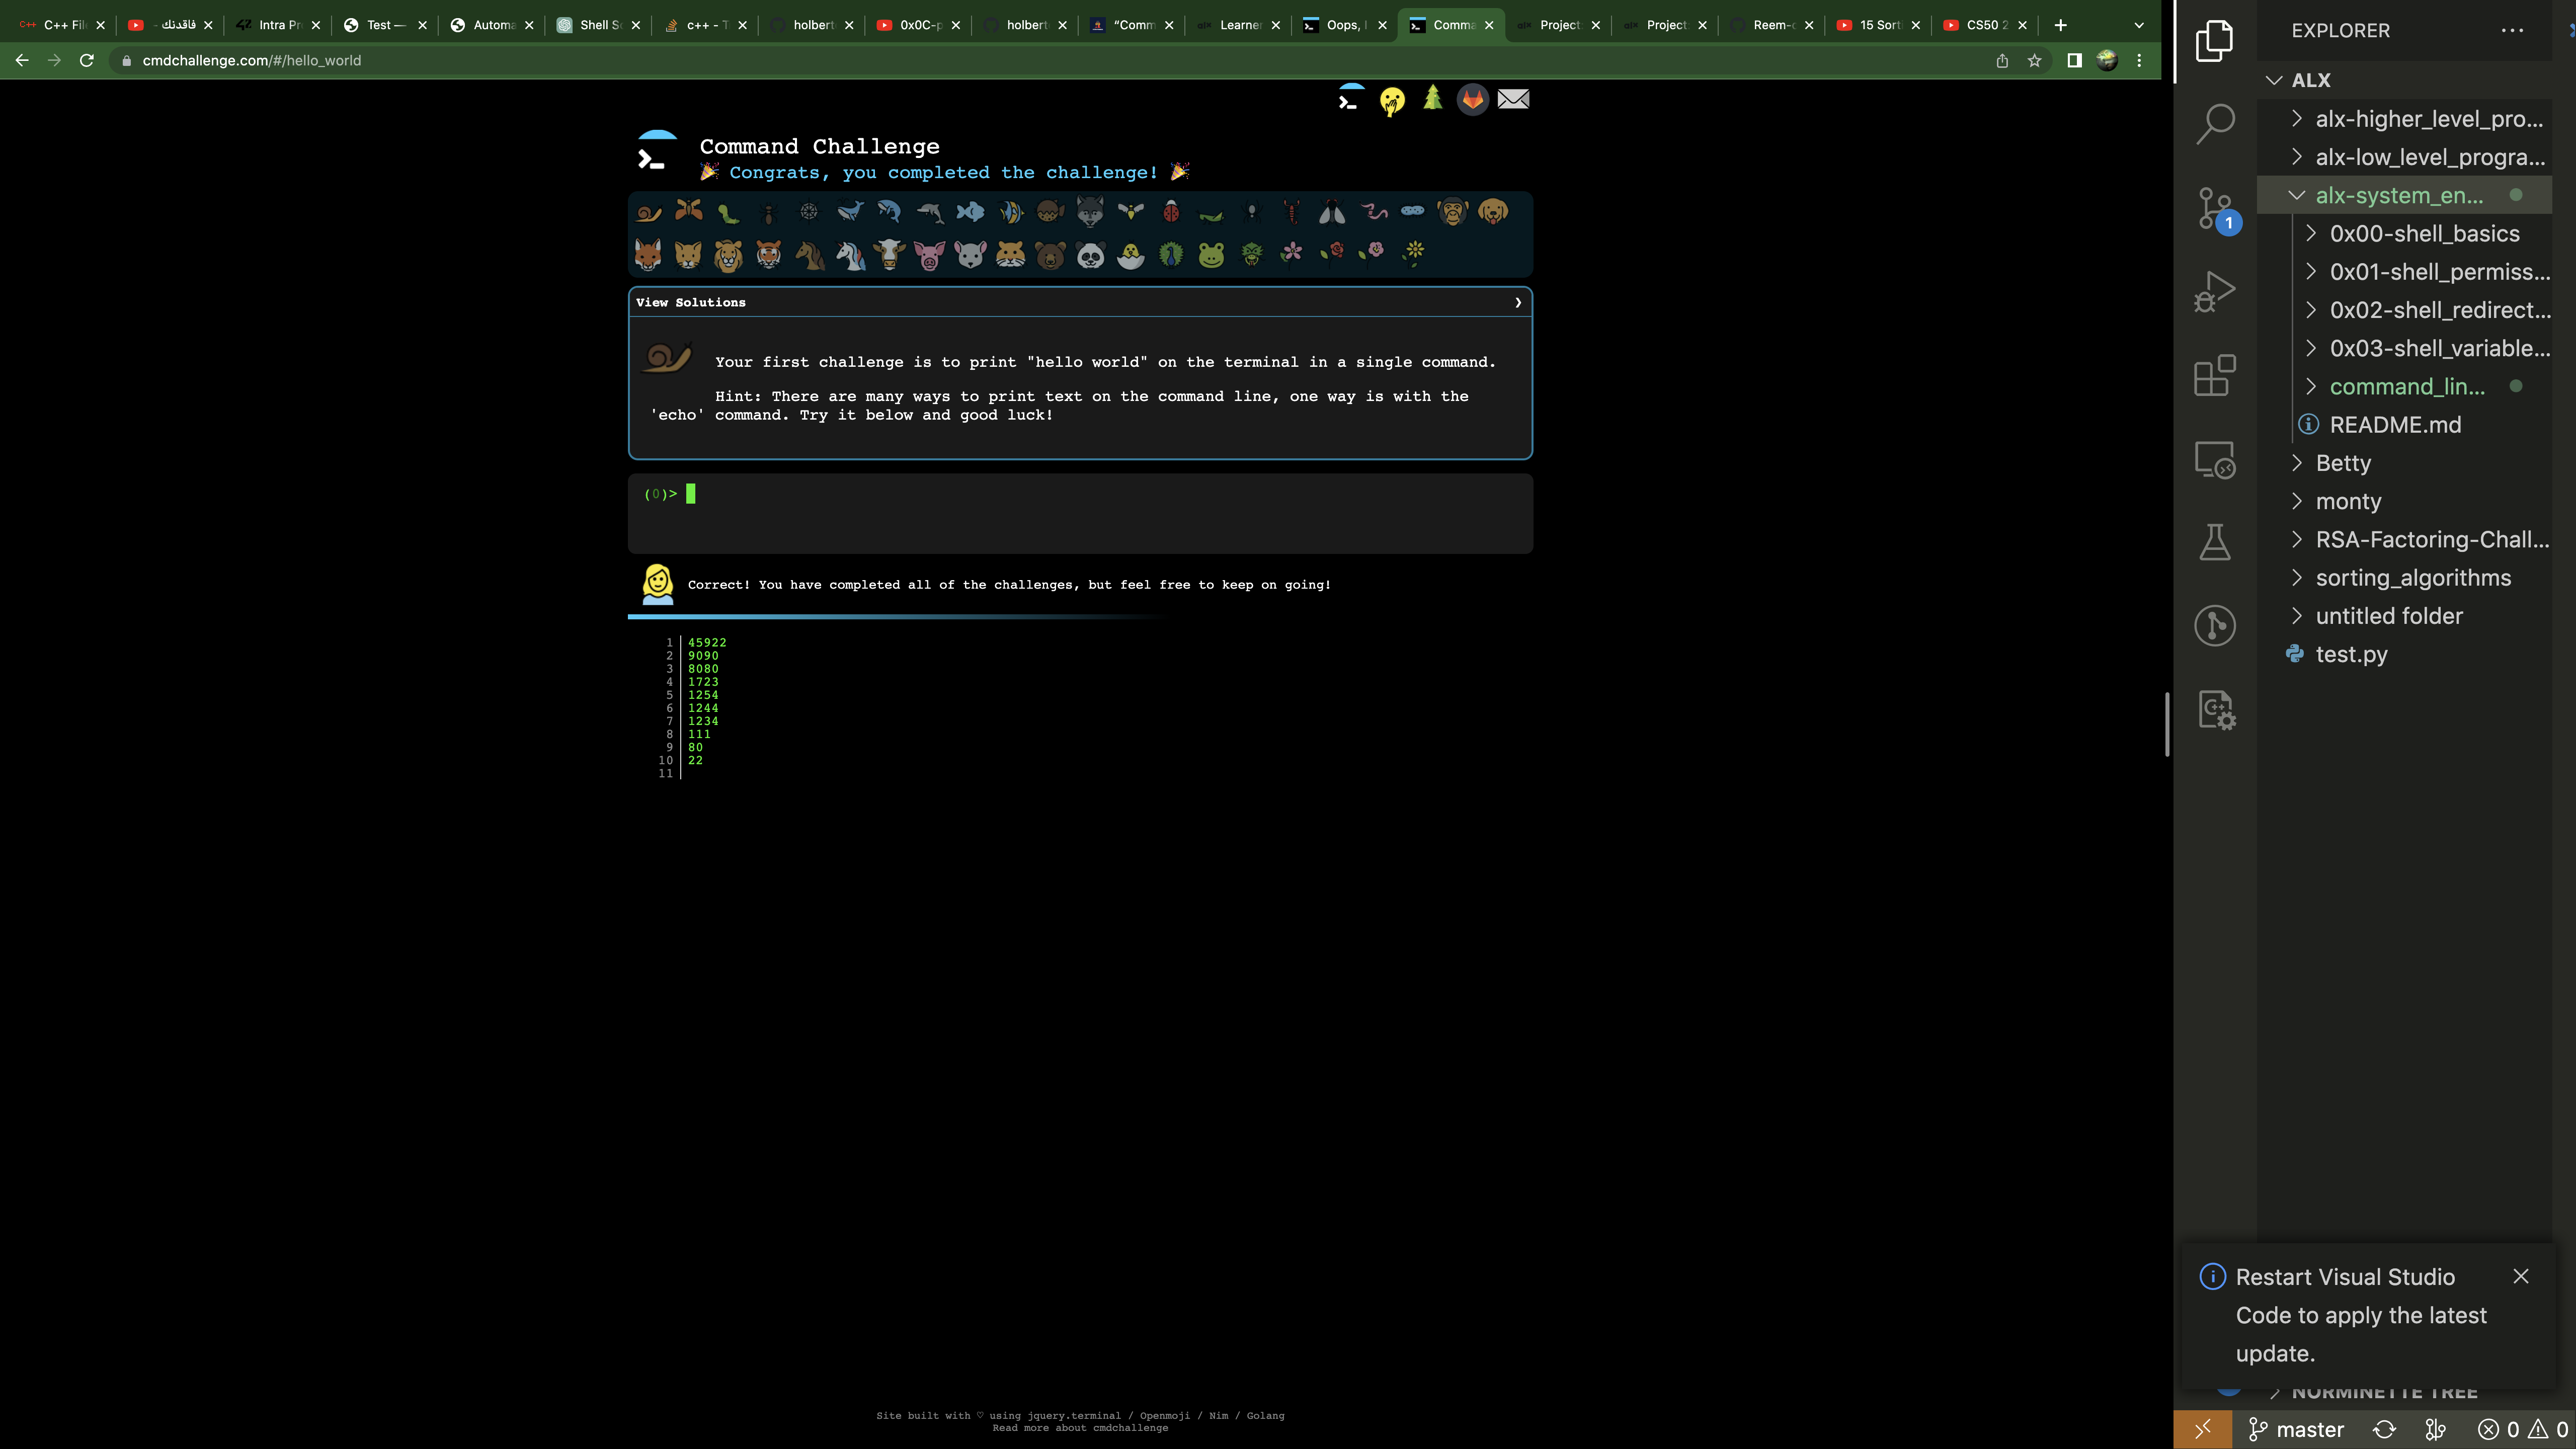 C++ Fil
فاقدنك -
Intra Pr
Test —
Automa
Shell Sc
c++ - T
holbert
0x0C-p
holbert
“Comm
Learner
Oops, I
Comma
Project:
Project:
Reem-c
15 Sorti
CS50 2
cmdchallenge.com/#/hello_world
Command Challenge
🎉 Congrats, you completed the challenge! 🎉
View Solutions
Your first challenge is to print "hello world" on the terminal in a single command.
Hint: There are many ways to print text on the command line, one way is with the
'echo' command. Try it below and good luck!
(0)>
Correct! You have completed all of the challenges, but feel free to keep on going!
1 45922
2 9090
3 8080
4 1723
5 1254
6 1244
7 1234
8 111
9 80
10 22
11
Site built with ♡ using jquery.terminal / Openmoji / Nim / Golang
Read more about cmdchallenge
EXPLORER
ALX
alx-higher_level_pro...
alx-low_level_progra...
alx-system_en...
1
0x00-shell_basics
0x01-shell_permiss...
0x02-shell_redirect...
0x03-shell_variable...
command_lin...
README.md
Betty
monty
RSA-Factoring-Chall...
sorting_algorithms
untitled folder
test.py
Restart Visual Studio
Code to apply the latest
update.
NORMINETTE TREE
master
0
0